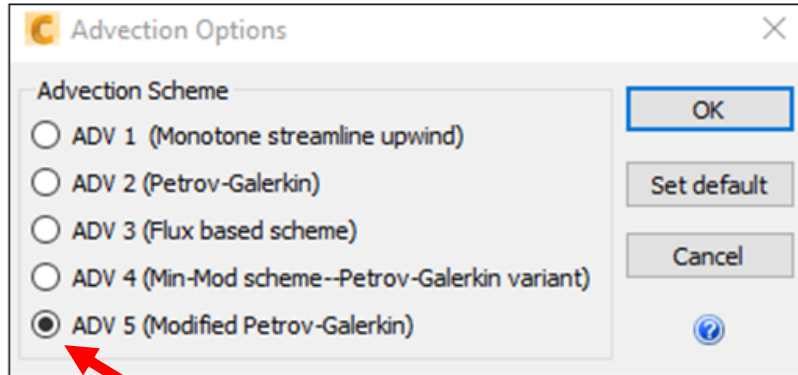 Advection Options
Advection Scheme
ADV 1 (Monotone streamline upwind)
ADV 2 (Petrov-Galerkin)
ADV 3 (Flux based scheme)
ADV 4 (Min-Mod scheme--Petrov-Galerkin variant)
ADV 5 (Modified Petrov-Galerkin)
OK
Set default
Cancel